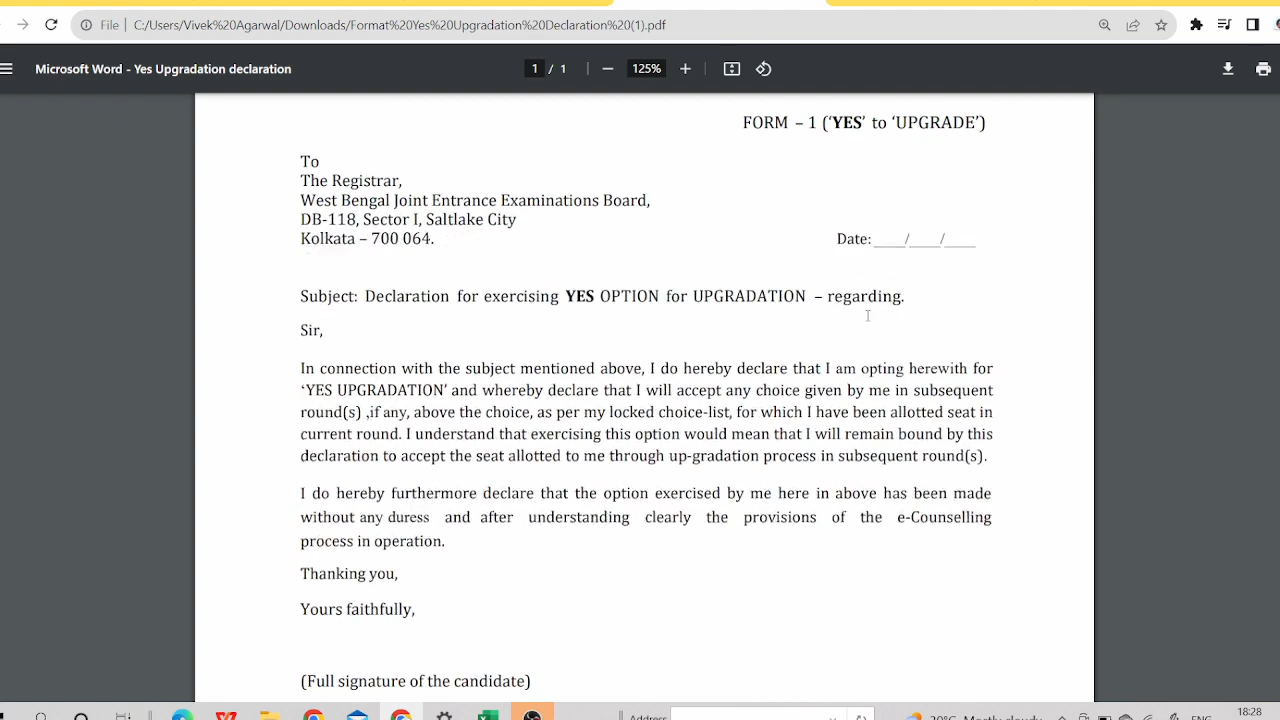 File C:/Users/Vivek%20Agarwal/Downloads/Format%20Yes%20Upgradation%20Declaration%20(1).pdf
Microsoft Word - Yes Upgradation declaration 1 / 1 125%
FORM – 1 (‘YES’ to ‘UPGRADE’)
To
The Registrar,
West Bengal Joint Entrance Examinations Board,
DB-118, Sector I, Saltlake City
Kolkata – 700 064. Date: ____/____/____
Subject: Declaration for exercising YES OPTION for UPGRADATION – regarding.
Sir,
In connection with the subject mentioned above, I do hereby declare that I am opting herewith for
‘YES UPGRADATION’ and whereby declare that I will accept any choice given by me in subsequent
round(s) ,if any, above the choice, as per my locked choice-list, for which I have been allotted seat in
current round. I understand that exercising this option would mean that I will remain bound by this
declaration to accept the seat allotted to me through up-gradation process in subsequent round(s).
I do hereby furthermore declare that the option exercised by me here in above has been made
without any duress and after understanding clearly the provisions of the e-Counselling
process in operation.
Thanking you,
Yours faithfully,
(Full signature of the candidate)
Address Mostly cloudy ENG 18:28